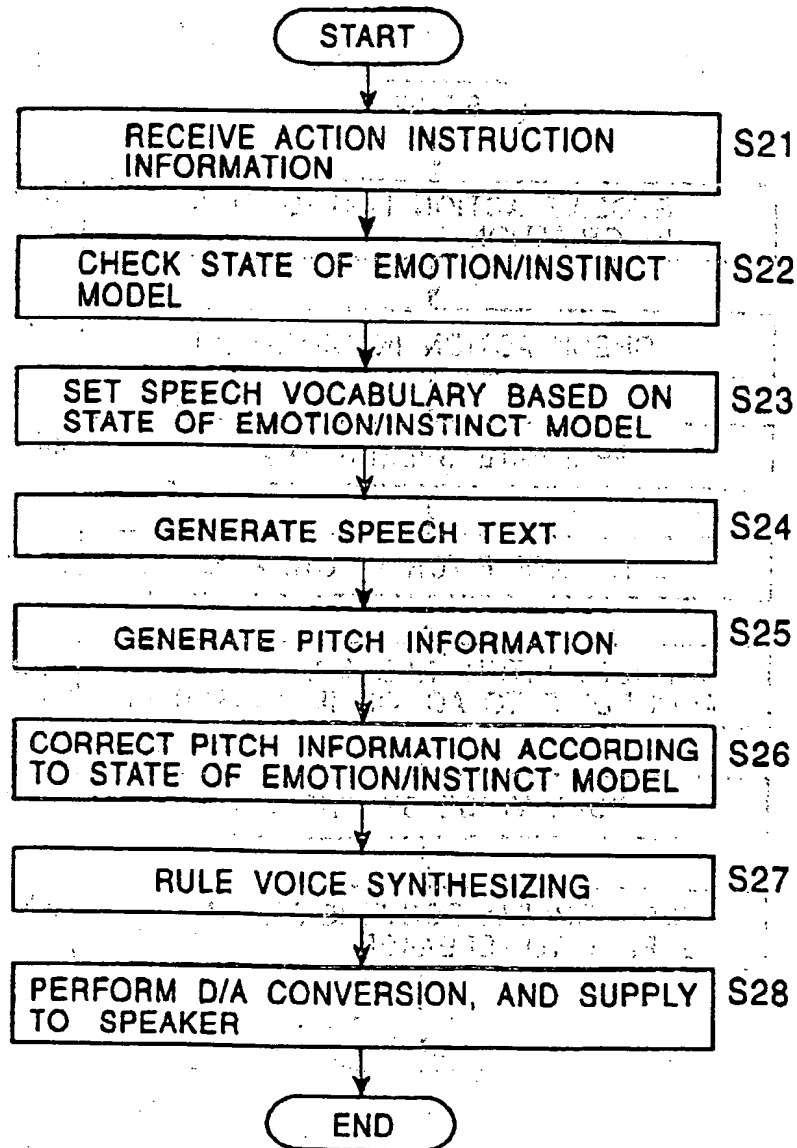 START
RECEIVE ACTION INSTRUCTION
INFORMATION
S21
CHECK STATE OF EMOTION/INSTINCT
MODEL
S22
SET SPEECH VOCABULARY BASED ON
STATE OF EMOTION/INSTINCT MODEL
S23
GENERATE SPEECH TEXT
S24
GENERATE PITCH INFORMATION
S25
CORRECT PITCH INFORMATION ACCORDING
TO STATE OF EMOTION/INSTINCT MODEL
S26
RULE VOICE SYNTHESIZING
S27
PERFORM D/A CONVERSION, AND SUPPLY
TO SPEAKER
S28
END